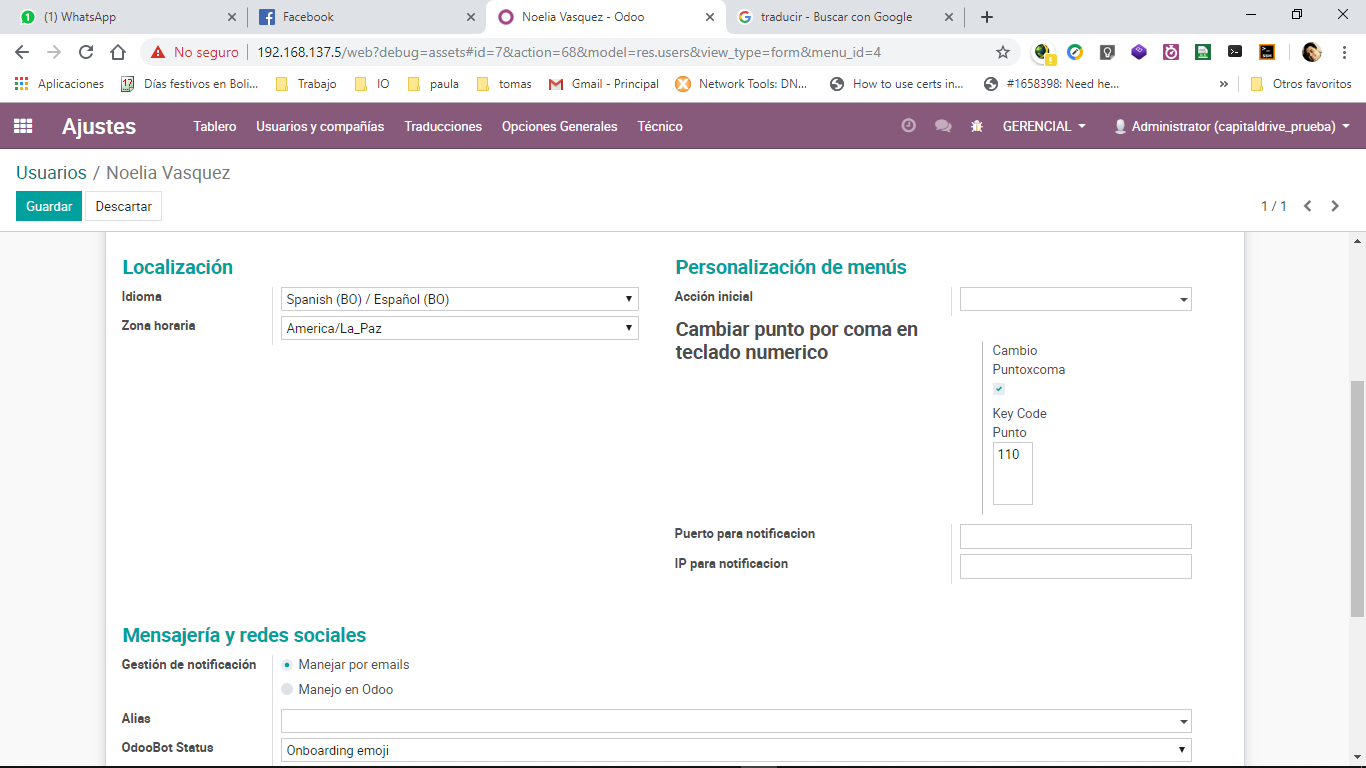 (1) WhatsApp
Facebook
Noelia Vasquez - Odoo
traducir - Buscar con Google
No seguro
192.168.137.5/web?debug=assets#id=7&action=68&model=res.users&view_type=form&menu_id=4
Aplicaciones
Días festivos en Boli...
Trabajo
IO
paula
tomas
Gmail - Principal
Network Tools: DN...
How to use certs in...
#1658398: Need he...
»
Otros favoritos
Ajustes
Tablero
Usuarios y compañías
Traducciones
Opciones Generales
Técnico
GERENCIAL
Administrator (capitaldrive_prueba)
Usuarios / Noelia Vasquez
Guardar
Descartar
1 / 1
Localización
Idioma
Spanish (BO) / Español (BO)
Zona horaria
America/La_Paz
Personalización de menús
Acción inicial
Cambiar punto por coma en
teclado numerico
Cambio
Puntoxcoma
Key Code
Punto
110
Puerto para notificacion
IP para notificacion
Mensajería y redes sociales
Gestión de notificación
Manejar por emails
Manejo en Odoo
Alias
OdooBot Status
Onboarding emoji